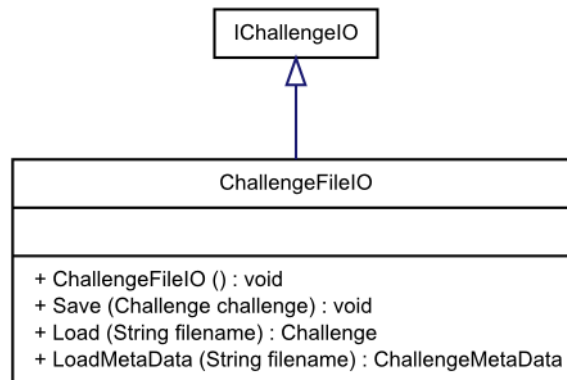 IChallengeIO
ChallengeFileIO
+ ChallengeFileIO () : void
+ Save (Challenge challenge) : void
+ Load (String filename) : Challenge
+ LoadMetaData (String filename) : ChallengeMetaData